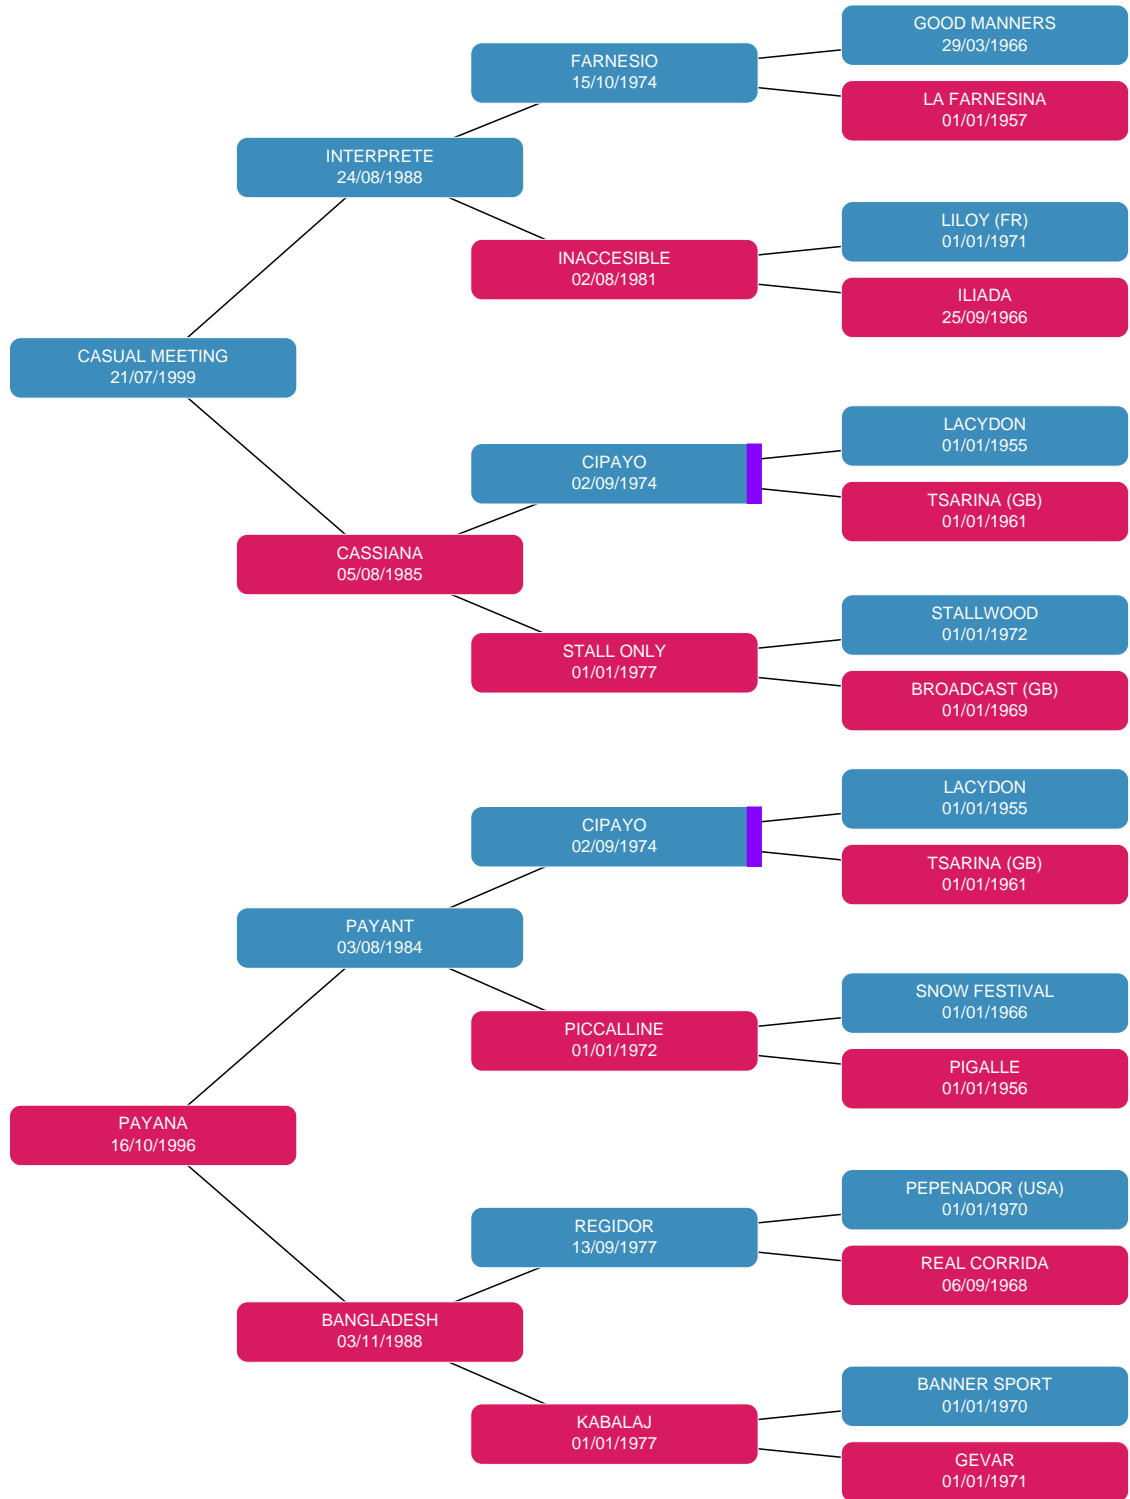 GOOD MANNERS
29/03/1966
FARNESIO
15/10/1974
LA FARNESINA
01/01/1957
INTERPRETE
24/08/1988
LILOY (FR)
01/01/1971
INACCESIBLE
02/08/1981
ILIADA
25/09/1966
CASUAL MEETING
21/07/1999
LACYDON
01/01/1955
CIPAYO
02/09/1974
TSARINA (GB)
01/01/1961
CASSIANA
05/08/1985
STALLWOOD
01/01/1972
STALL ONLY
01/01/1977
BROADCAST (GB)
01/01/1969
LACYDON
01/01/1955
CIPAYO
02/09/1974
TSARINA (GB)
01/01/1961
PAYANT
03/08/1984
SNOW FESTIVAL
01/01/1966
PICCALLINE
01/01/1972
PIGALLE
01/01/1956
PAYANA
16/10/1996
PEPENADOR (USA)
01/01/1970
REGIDOR
13/09/1977
REAL CORRIDA
06/09/1968
BANGLADESH
03/11/1988
BANNER SPORT
01/01/1970
KABALAJ
01/01/1977
GEVAR
01/01/1971